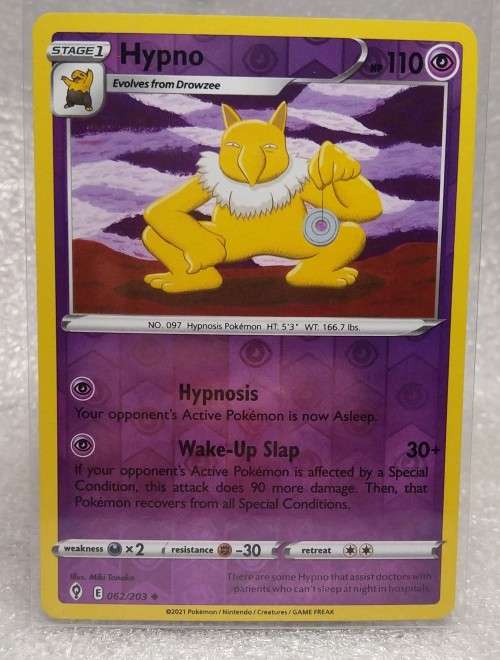 STAGE 1 Hypno HP 110
Evolves from Drowzee
NO. 097 Hypnosis Pokémon HT: 5'3" WT: 166.7 lbs.
Hypnosis
Your opponent's Active Pokémon is now Asleep.
Wake-Up Slap 30+
If your opponent's Active Pokémon is affected by a Special
Condition, this attack does 90 more damage. Then, that
Pokémon recovers from all Special Conditions.
weakness ×2 resistance -30 retreat
Illus. Miki Tanaka
There are some Hypno that assist doctors with
patients who can't sleep at night in hospitals.
E 062/203
©2021 Pokémon / Nintendo / Creatures / GAME FREAK